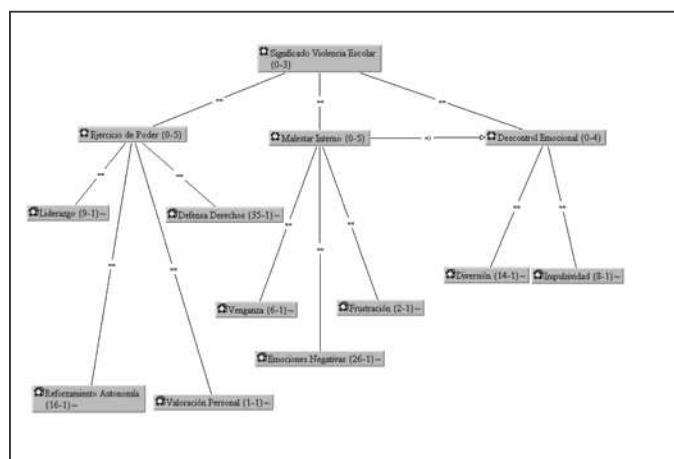 Significado Violencia Escolar
(0-3)
Ejercicio de Poder (0-5)
Malestar Interno (0-5)
Descontrol Emocional (0-4)
Liderazgo (9-1)~
Defensa Derechos (35-1)~
Diversión (14-1)~
Impulsividad (8-1)~
Venganza (6-1)~
Frustración (2-1)~
Emociones Negativas (26-1)~
Reforzamiento Autonomía
(16-1)~
Valoración Personal (1-1)~